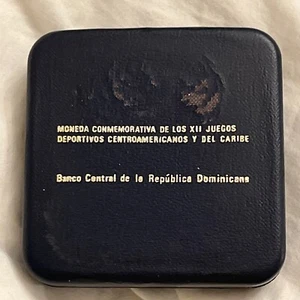 MONEDA CONMEMORATIVA DE LOS XII JUEGOS
DEPORTIVOS CENTROAMERICANOS Y DEL CARIBE
Banco Central de la República Dominicana